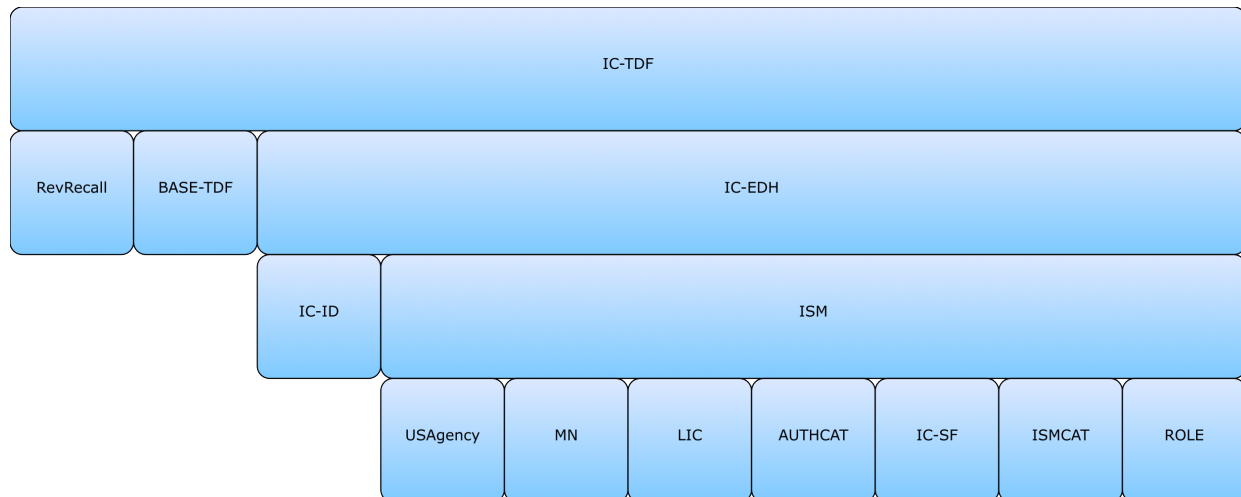 IC-TDF
RevRecall
BASE-TDF
IC-EDH
IC-ID
ISM
USAgency
MN
LIC
AUTHCAT
IC-SF
ISMCAT
ROLE